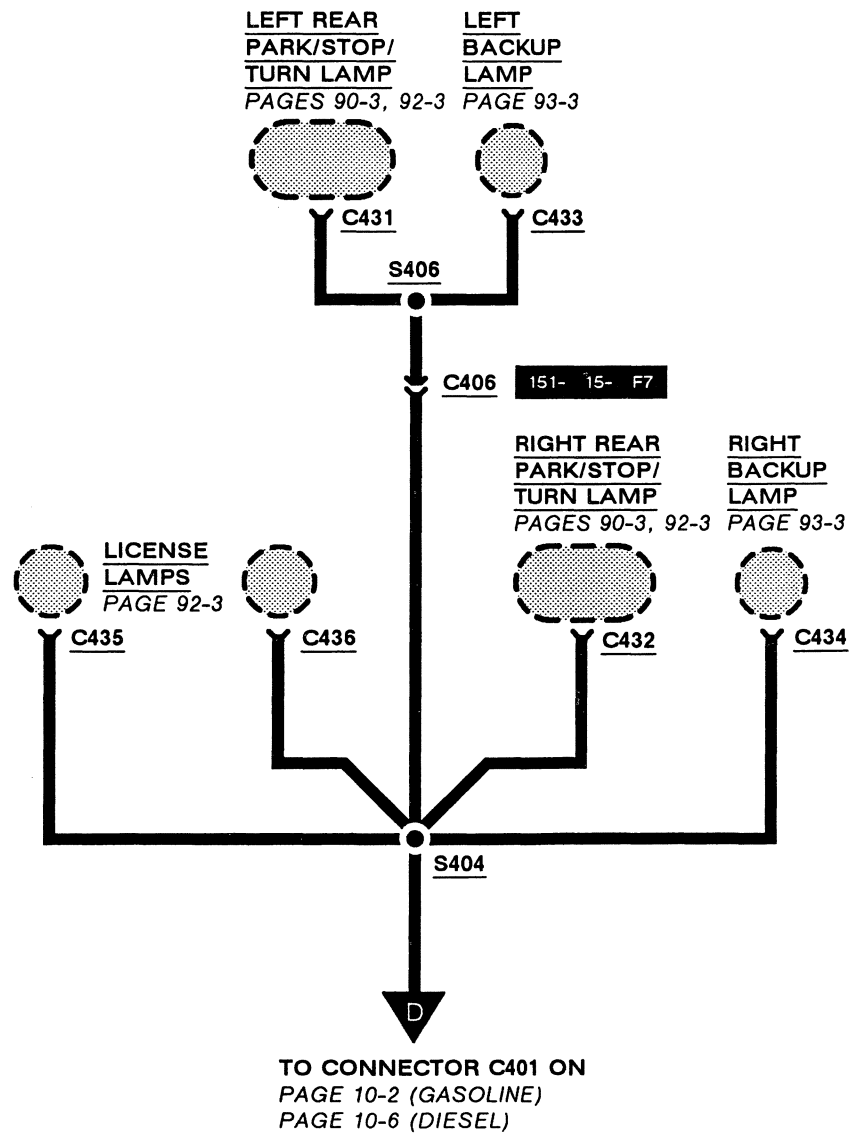 LEFT REAR
PARK/STOP/
TURN LAMP
PAGES 90-3, 92-3
LEFT
BACKUP
LAMP
PAGE 93-3
C431
C433
S406
C406
151- 15- F7
RIGHT REAR
PARK/STOP/
TURN LAMP
PAGES 90-3, 92-3
RIGHT
BACKUP
LAMP
PAGE 93-3
LICENSE
LAMPS
PAGE 92-3
C435
C436
C432
C434
S404
D
TO CONNECTOR C401 ON
PAGE 10-2 (GASOLINE)
PAGE 10-6 (DIESEL)